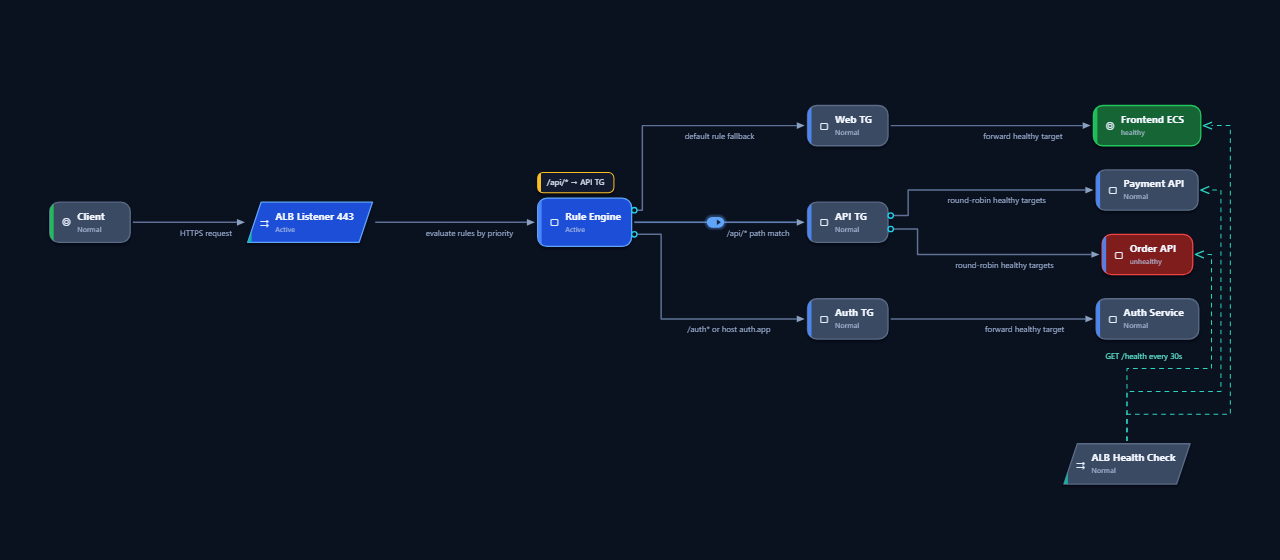 Client
Normal
HTTPS request
ALB Listener 443
Active
evaluate rules by priority
/api/* → API TG
Rule Engine
Active
default rule fallback
/api/* path match
/auth* or host auth.app
Web TG
Normal
API TG
Normal
Auth TG
Normal
forward healthy target
round-robin healthy targets
round-robin healthy targets
forward healthy target
Frontend ECS
healthy
Payment API
Normal
Order API
unhealthy
Auth Service
Normal
GET /health every 30s
ALB Health Check
Normal